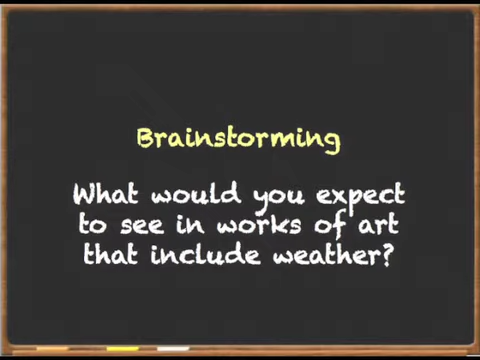 Brainstorming
What would you expect
to see in works of art
that include weather?